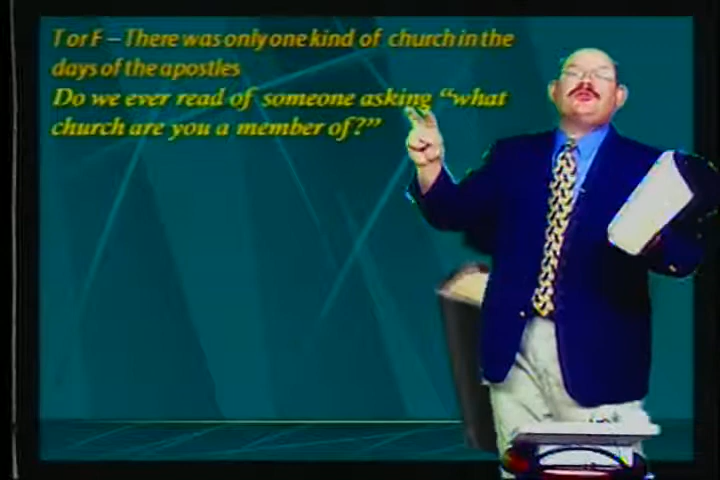 T or F – There was only one kind of church in the
days of the apostles
Do we ever read of someone asking “what
church are you a member of?”